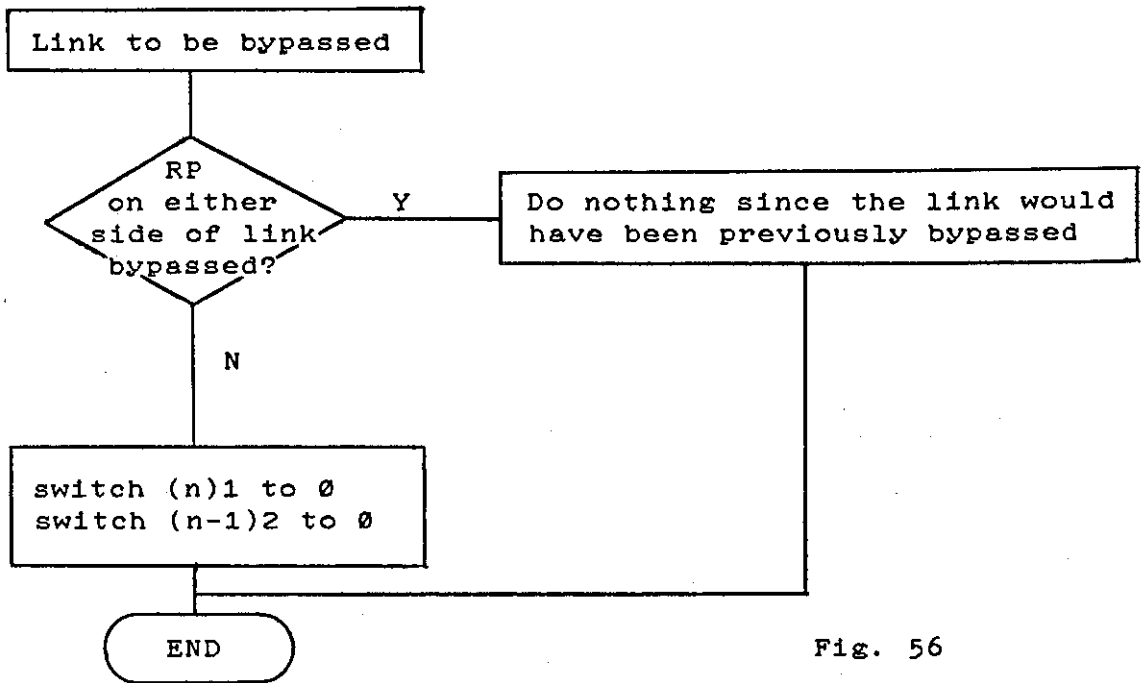 Link to be bypassed
RP
on either
side of link
bypassed?
Y
Do nothing since the link would
have been previously bypassed
N
switch (n)1 to Ø
switch (n-1)2 to Ø
END
Fig. 56